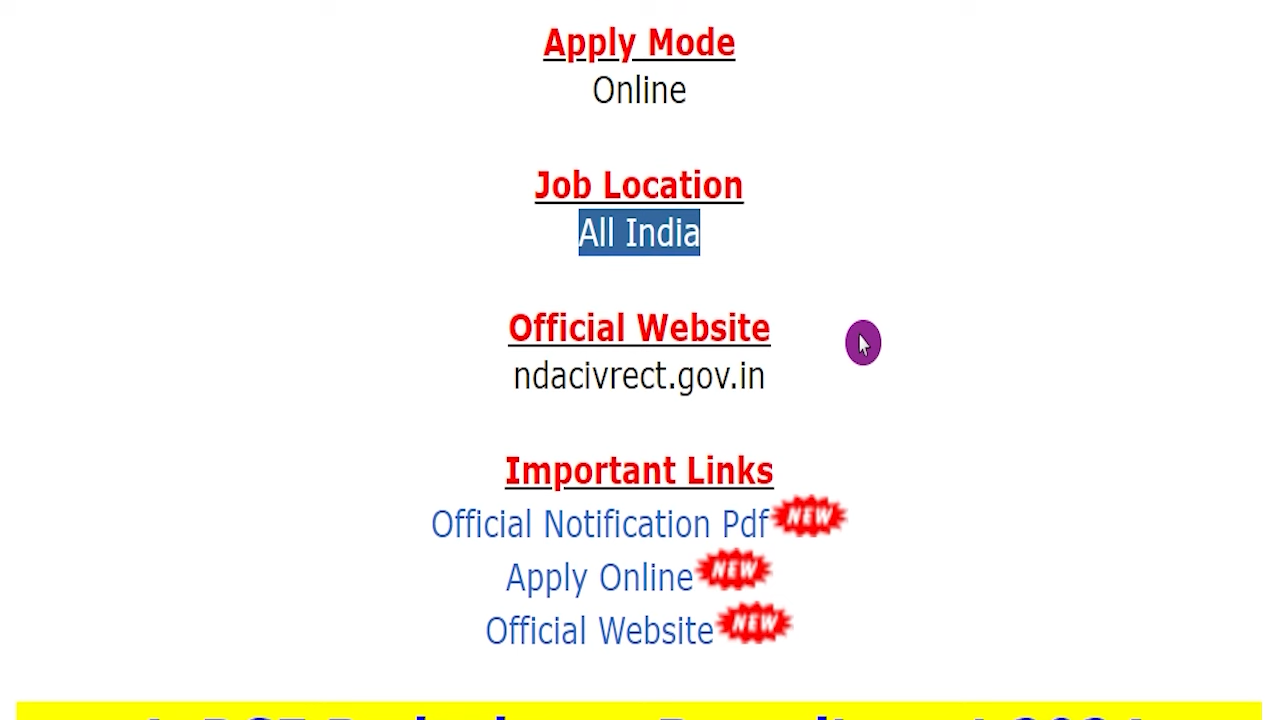 Apply Mode
Online
Job Location
All India
Official Website
ndacivrect.gov.in
Important Links
Official Notification Pdf NEW
Apply Online NEW
Official Website NEW